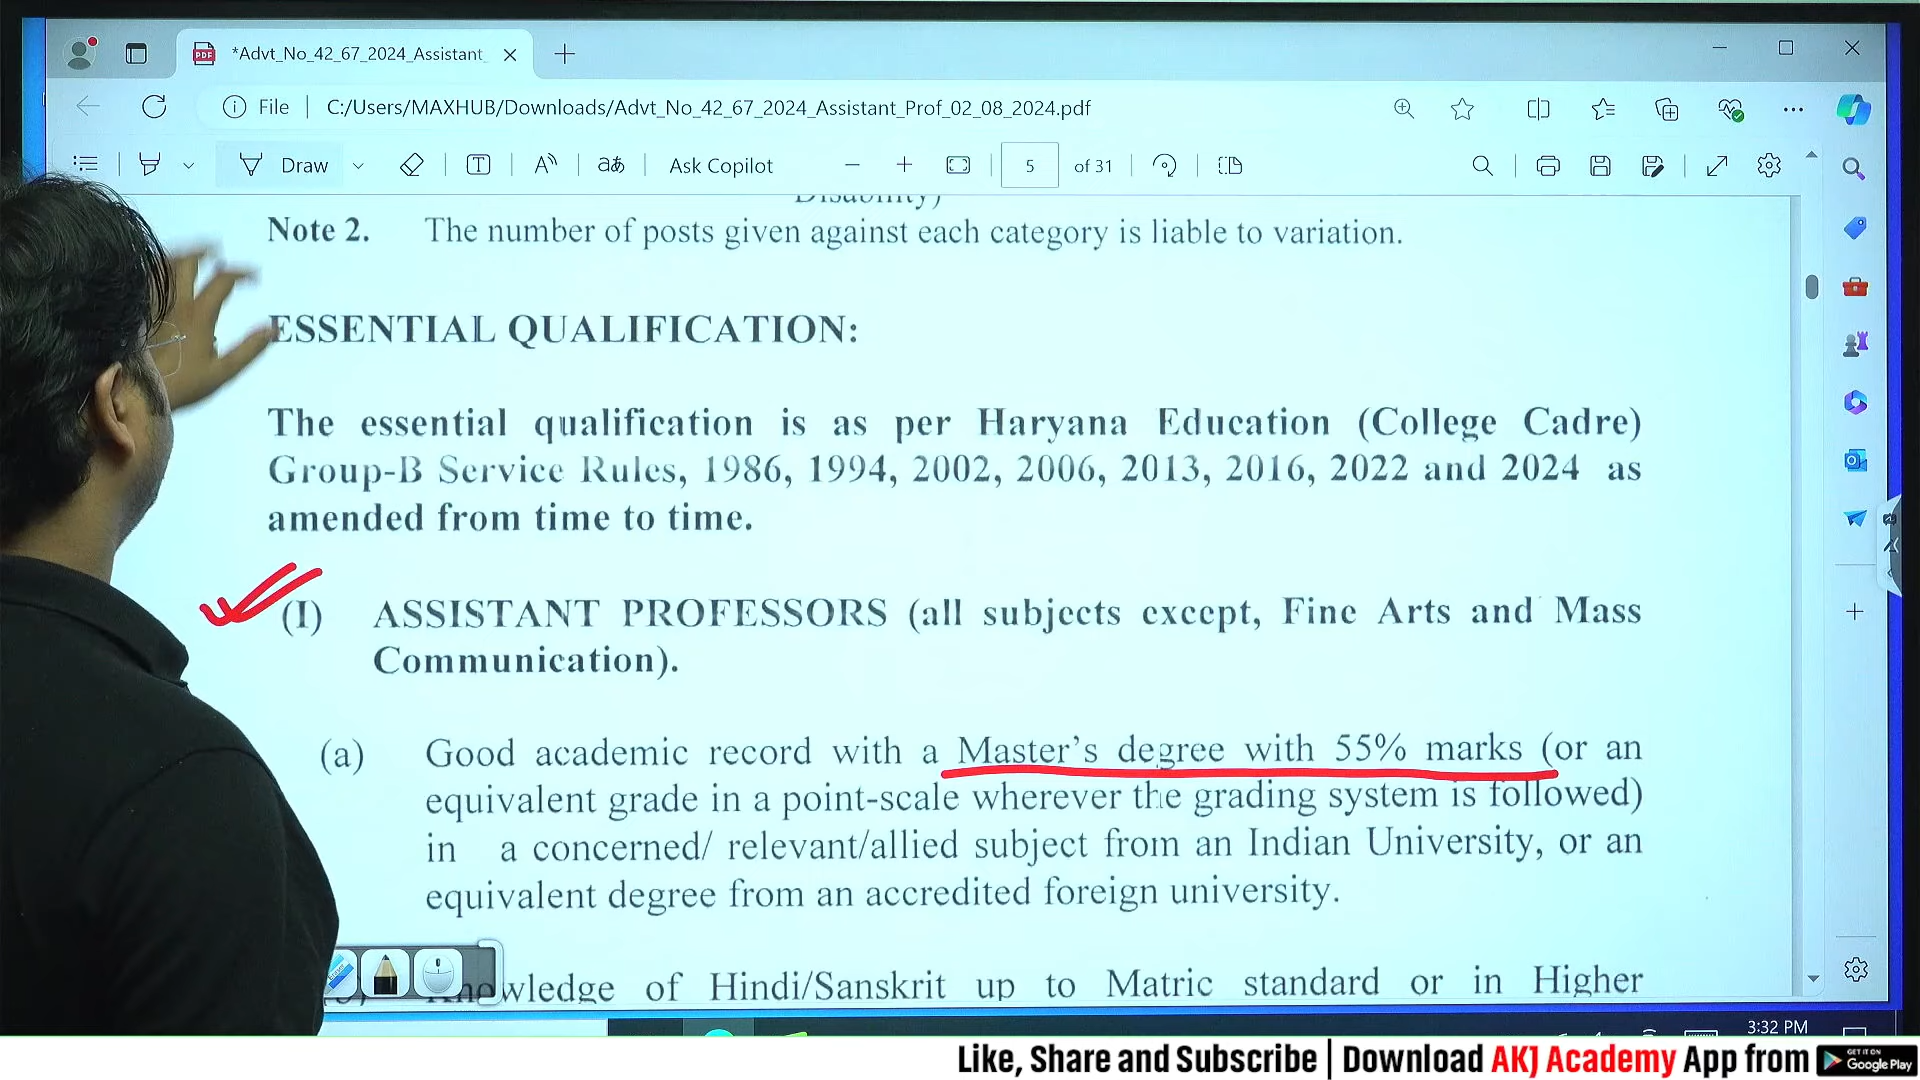 *Advt_No_42_67_2024_Assistant_
File
C:/Users/MAXHUB/Downloads/Advt_No_42_67_2024_Assistant_Prof_02_08_2024.pdf
Draw
Ask Copilot
5
of 31
Disability)
Note 2. The number of posts given against each category is liable to variation.
ESSENTIAL QUALIFICATION:
The essential qualification is as per Haryana Education (College Cadre)
Group-B Service Rules, 1986, 1994, 2002, 2006, 2013, 2016, 2022 and 2024 as
amended from time to time.
(I) ASSISTANT PROFESSORS (all subjects except, Fine Arts and Mass
Communication).
(a) Good academic record with a Master's degree with 55% marks (or an
equivalent grade in a point-scale wherever the grading system is followed)
in a concerned/ relevant/allied subject from an Indian University, or an
equivalent degree from an accredited foreign university.
Knowledge of Hindi/Sanskrit up to Matric standard or in Higher
3:32 PM
Like, Share and Subscribe | Download AKJ Academy App from
GET IT ON
Google Play